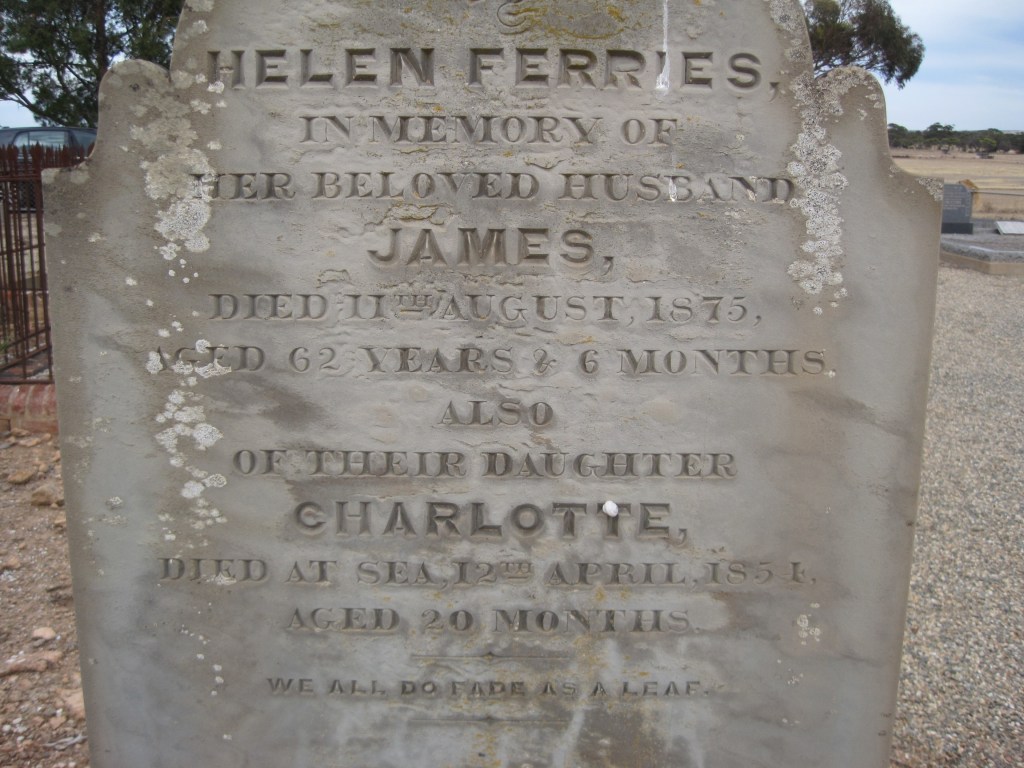 HELEN FERRIES,
IN MEMORY OF
HER BELOVED HUSBAND
JAMES,
DIED 11TH AUGUST, 1875,
AGED 62 YEARS & 6 MONTHS.
ALSO
OF THEIR DAUGHTER
CHARLOTTE,
DIED AT SEA, 12TH APRIL, 1854,
AGED 20 MONTHS.
WE ALL DO FADE AS A LEAF.